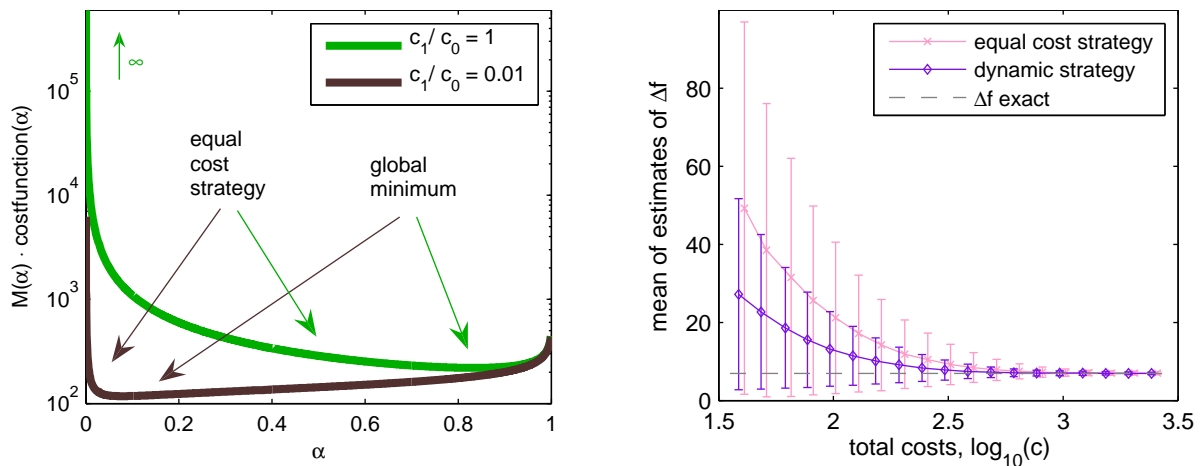 c1/ c0 = 1
c1/ c0 = 0.01
∞
equal
cost
strategy
global
minimum
M(α) · costfunction(α)
10^5
10^4
10^3
10^2
0
0.2
0.4
0.6
0.8
1
α
equal cost strategy
dynamic strategy
Δf exact
mean of estimates of Δf
80
60
40
20
0
1.5
2
2.5
3
3.5
total costs, log10(c)